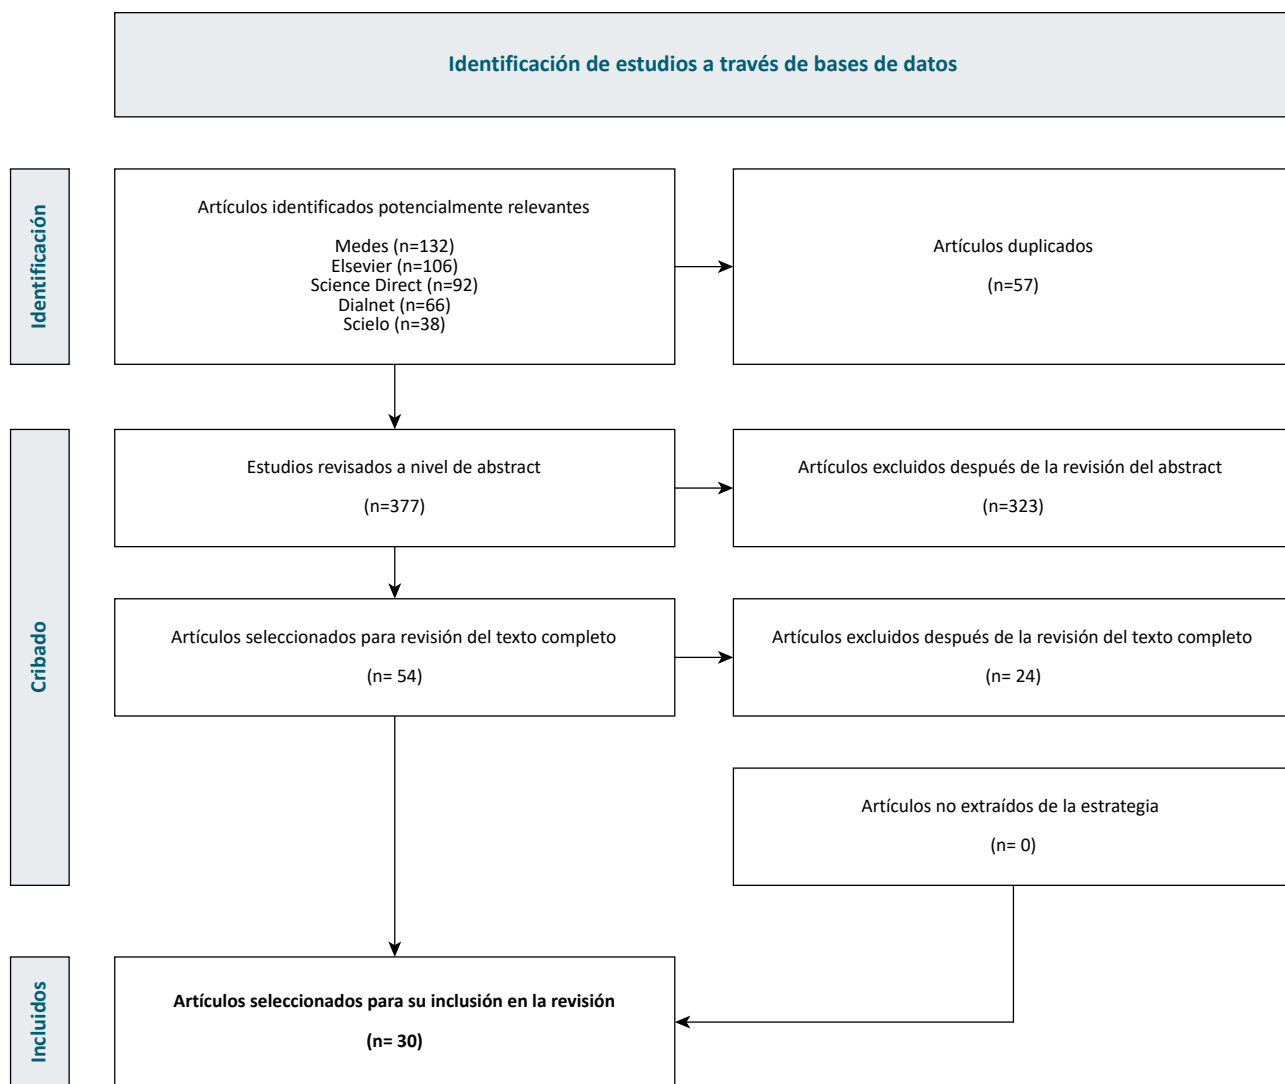 Identificación de estudios a través de bases de datos
Identificación
Artículos identificados potencialmente relevantes
Medes (n=132)
Elsevier (n=106)
Science Direct (n=92)
Dialnet (n=66)
Scielo (n=38)
Artículos duplicados
(n=57)
Cribado
Estudios revisados a nivel de abstract
(n=377)
Artículos excluidos después de la revisión del abstract
(n=323)
Artículos seleccionados para revisión del texto completo
(n= 54)
Artículos excluidos después de la revisión del texto completo
(n= 24)
Artículos no extraídos de la estrategia
(n= 0)
Incluidos
Artículos seleccionados para su inclusión en la revisión
(n= 30)